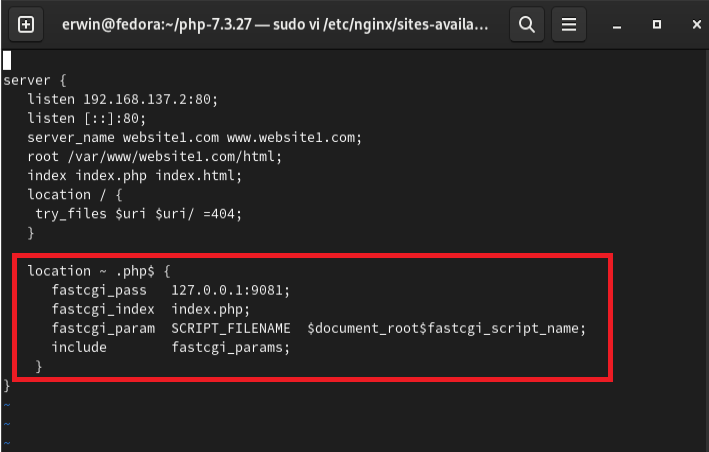 erwin@fedora:~/php-7.3.27 — sudo vi /etc/nginx/sites-availa...
server {
   listen 192.168.137.2:80;
   listen [::]:80;
   server_name website1.com www.website1.com;
   root /var/www/website1.com/html;
   index index.php index.html;
   location / {
    try_files $uri $uri/ =404;
   }
   location ~ .php$ {
      fastcgi_pass   127.0.0.1:9081;
      fastcgi_index  index.php;
      fastcgi_param  SCRIPT_FILENAME  $document_root$fastcgi_script_name;
      include        fastcgi_params;
    }
}
~
~
~